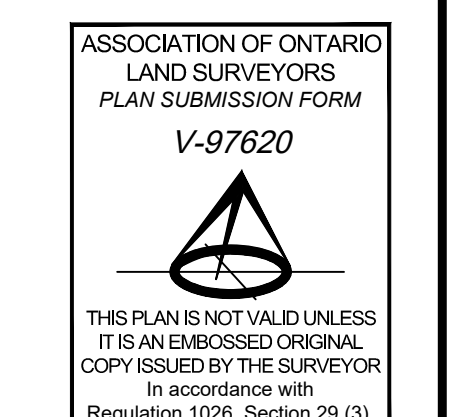 ASSOCIATION OF ONTARIO
LAND SURVEYORS
PLAN SUBMISSION FORM
V-97620
THIS PLAN IS NOT VALID UNLESS
IT IS AN EMBOSSED ORIGINAL
COPY ISSUED BY THE SURVEYOR
In accordance with
Regulation 1026, Section 29 (3)